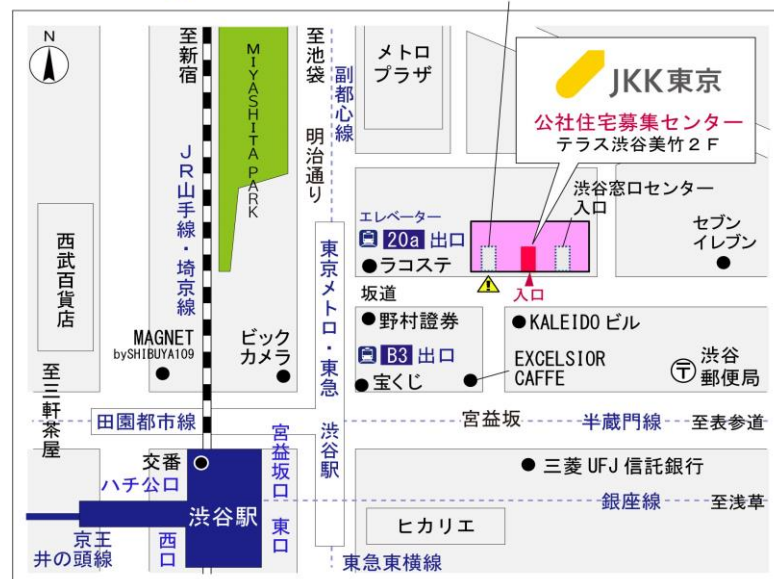 N
至新宿
MIYASHITA PARK
至池袋
副都心線
明治通り
メトロ
プラザ
JKK東京
公社住宅募集センター
テラス渋谷美竹2F
JR山手線・埼京線
渋谷窓口センター
入口
エレベーター
20a 出口
ラコステ
セブン
イレブン
西武百貨店
東京メトロ・東急
渋谷駅
入口
坂道
野村證券
KALEIDO ビル
MAGNET
bySHIBUYA109
ビック
カメラ
B3 出口
宝くじ
EXCELSIOR
CAFFE
〒
渋谷
郵便局
至三軒茶屋
田園都市線
宮益坂
半蔵門線
至表参道
交番
ハチ公口
宮益坂口
三菱 UFJ 信託銀行
渋谷駅
銀座線
至浅草
京王
井の頭線
西口
東口
ヒカリエ
東急東横線